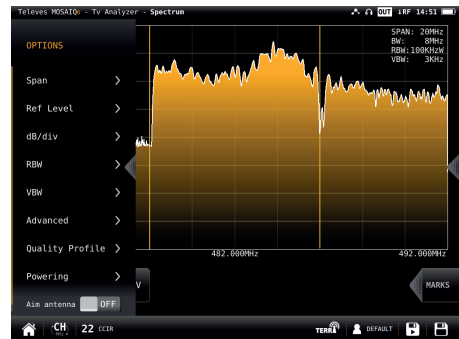 Televes MOSAIQ6 - Tv Analyzer - Spectrum
OUT ↓RF 14:51
OPTIONS
SPAN: 20MHz
BW: 8MHz
RBW:100KHzW
VBW: 3KHz
Span
Ref Level
dB/div
RBW
VBW
Advanced
Quality Profile
482.000MHz
492.000MHz
Powering
V
MARKS
Aim antenna OFF
CH
22 CCIR
TERR
DEFAULT